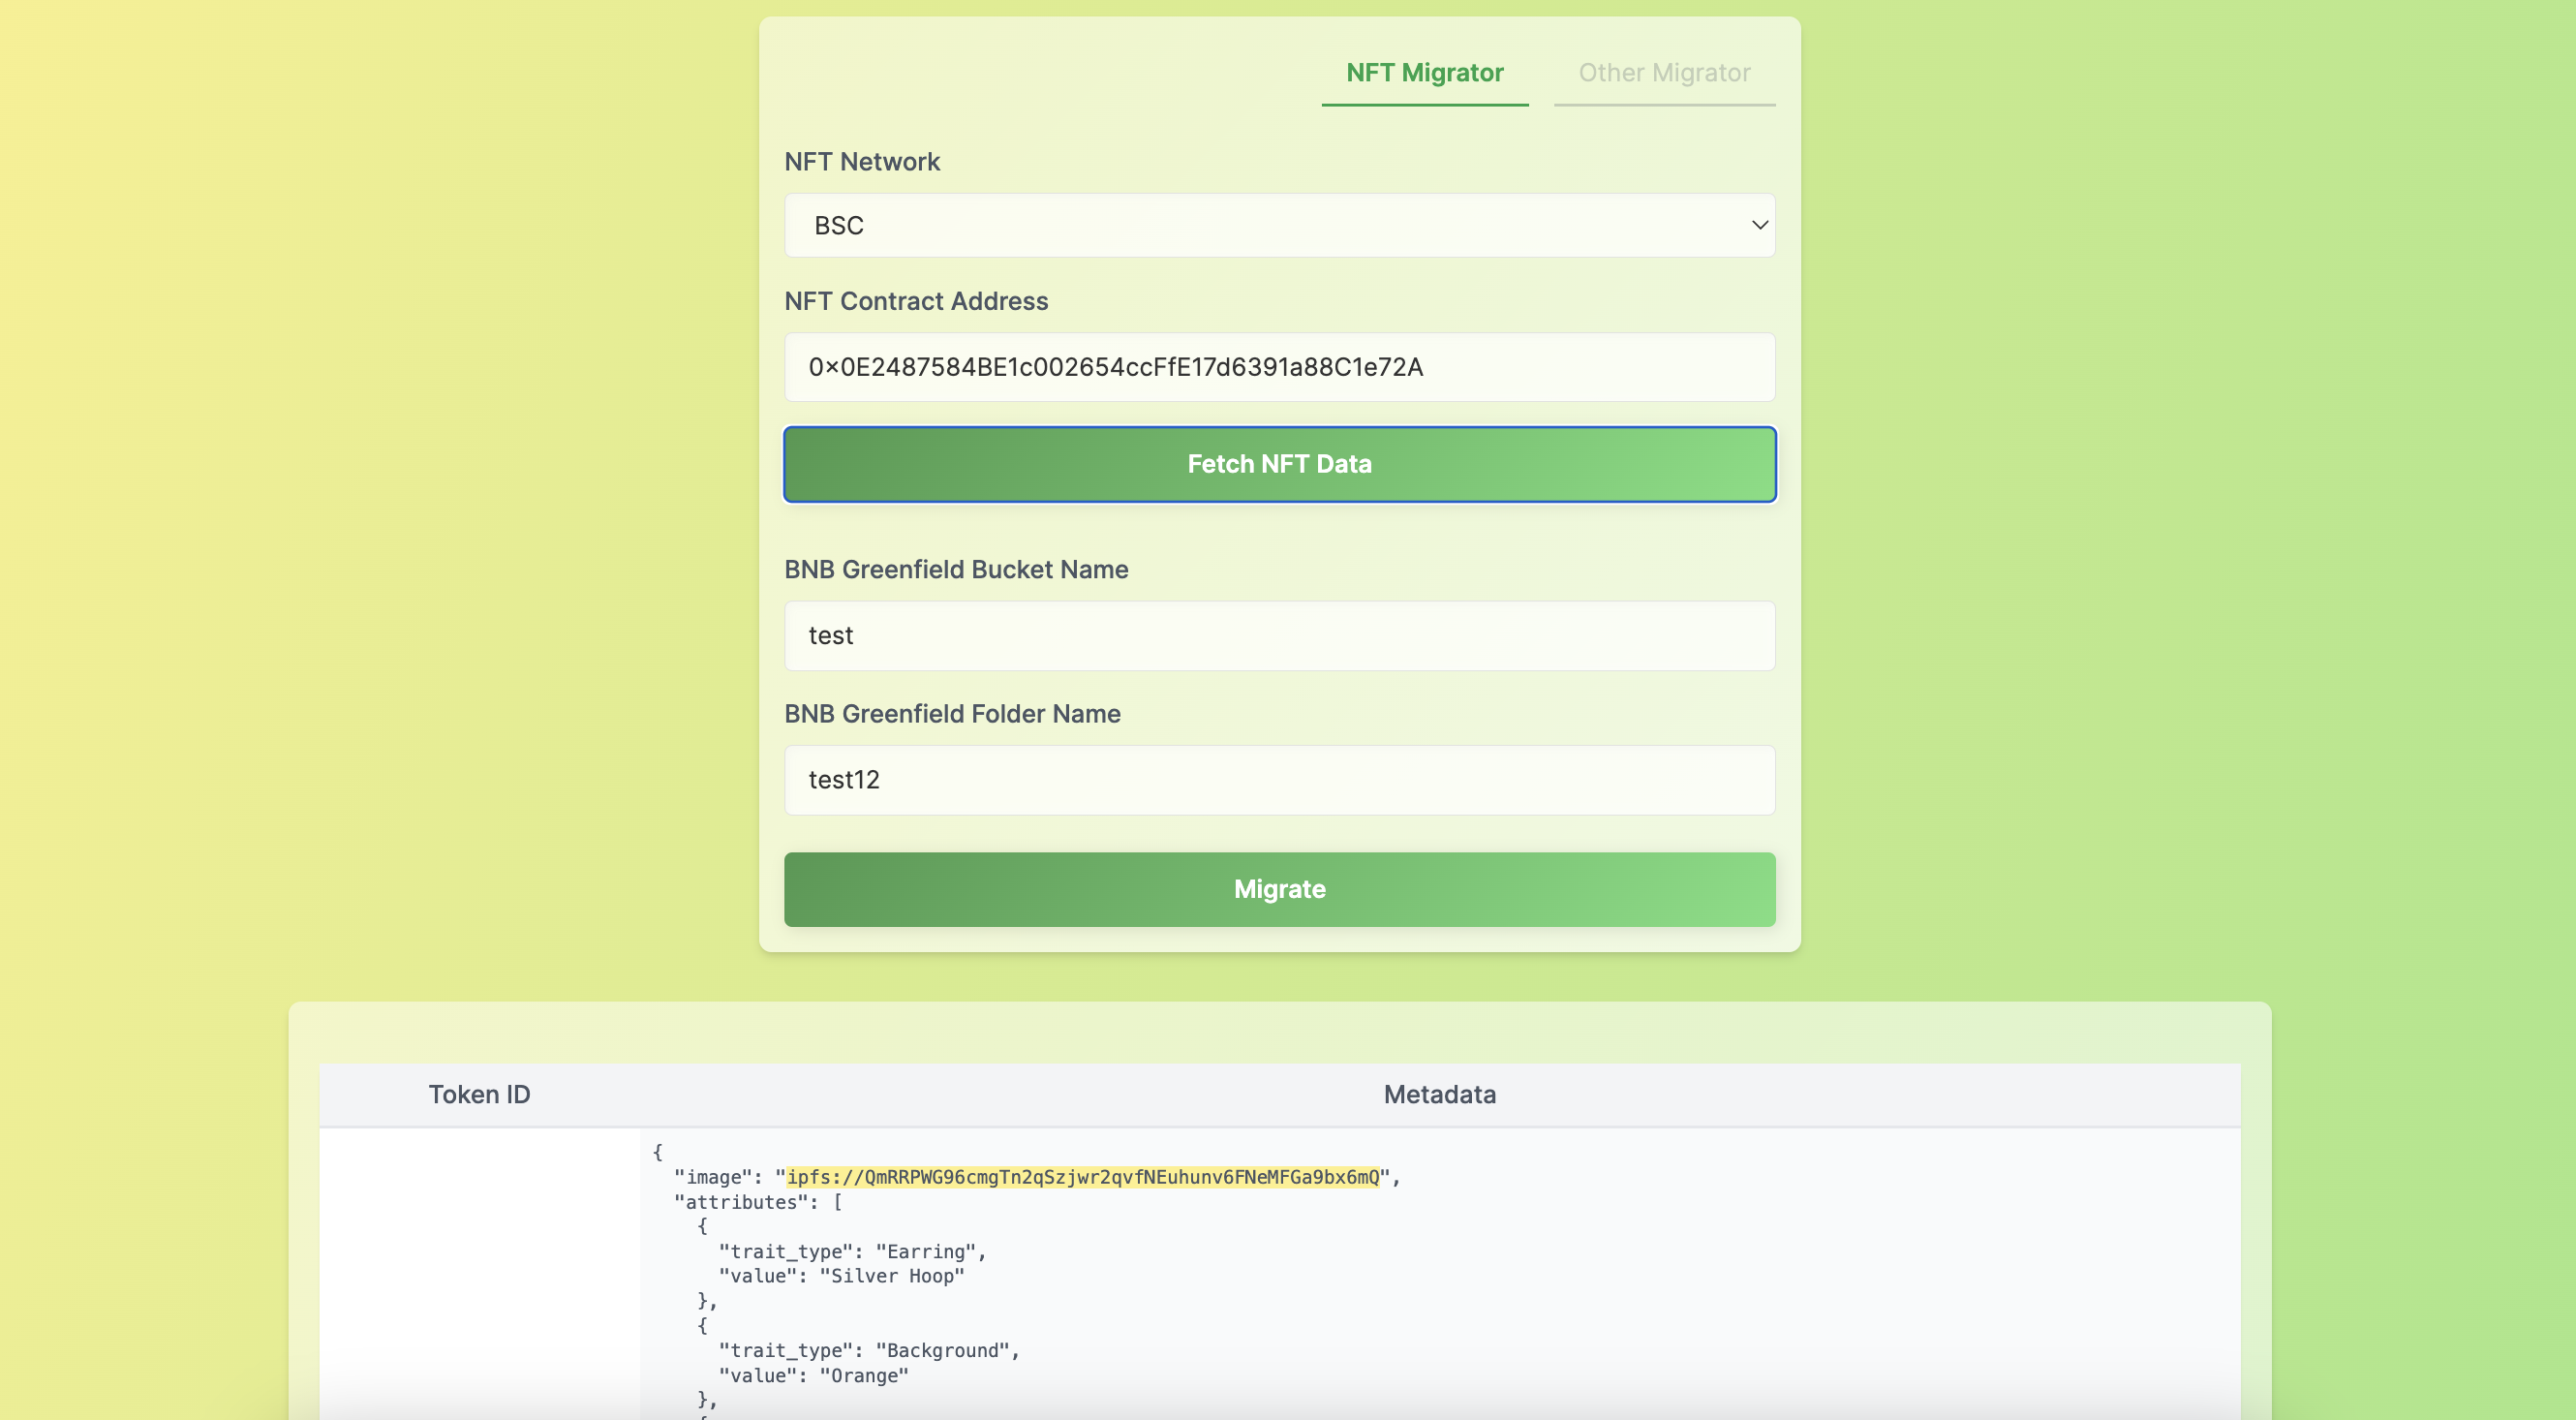 NFT Migrator Other Migrator
NFT Network
BSC
NFT Contract Address
0x0E2487584BE1c002654ccFfE17d6391a88C1e72A
Fetch NFT Data
BNB Greenfield Bucket Name
test
BNB Greenfield Folder Name
test12
Migrate
Token ID Metadata
{
"image": "ipfs://QmRRPWG96cmgTn2qSzjwr2qvfNEuhunv6FNeMFGa9bx6mQ",
"attributes": [
{
"trait_type": "Earring",
"value": "Silver Hoop"
},
{
"trait_type": "Background",
"value": "Orange"
},
{